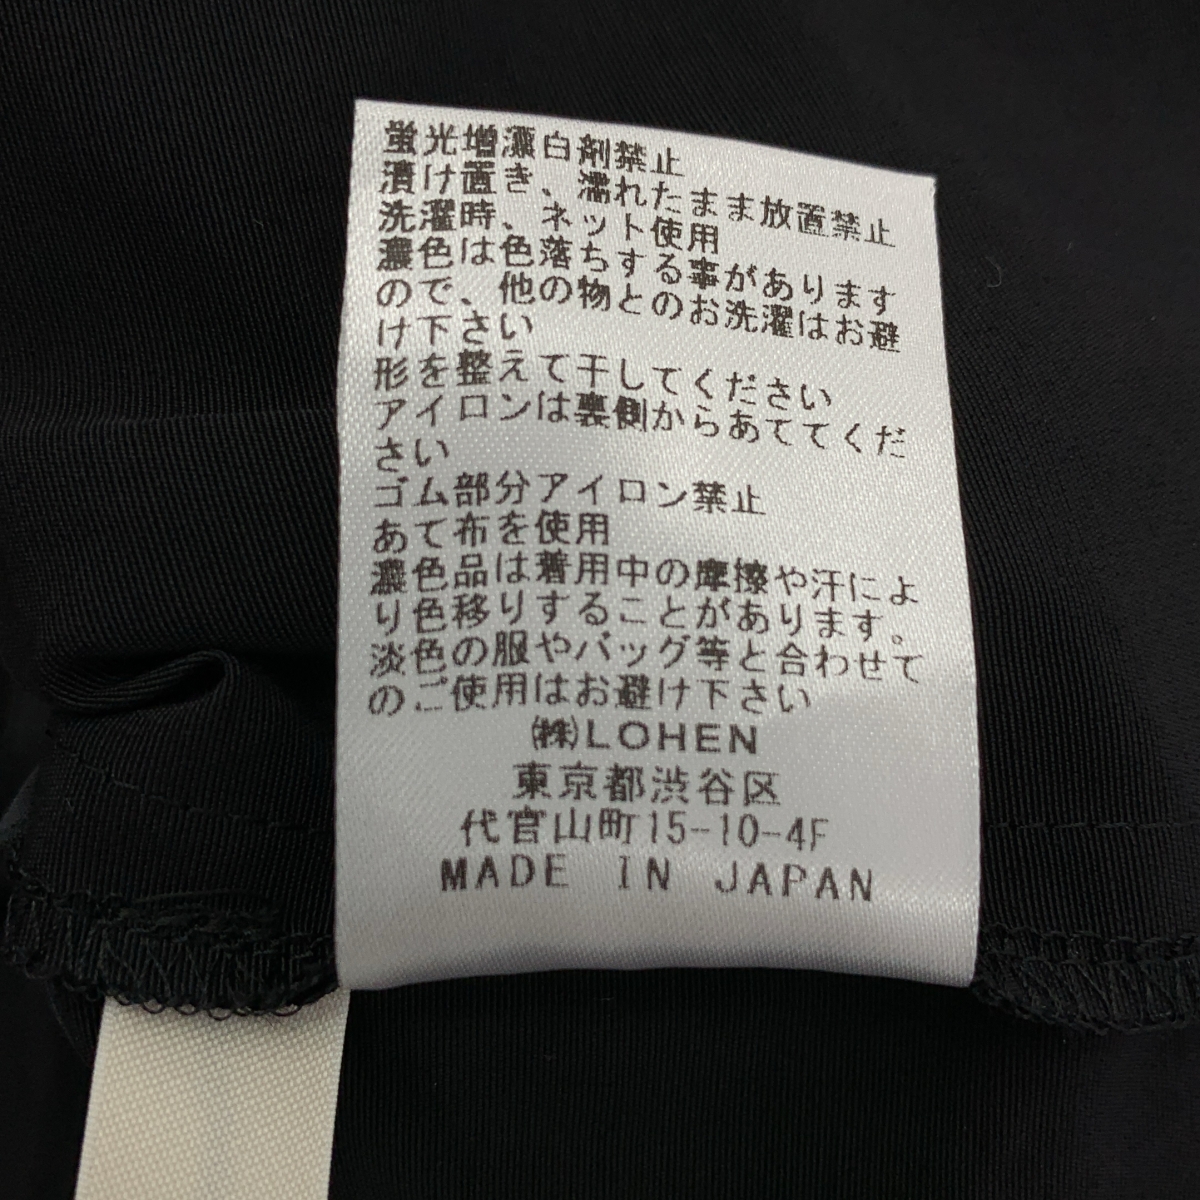 蛍光増漂白剤禁止
漬け置き、濡れたまま放置禁止
洗濯時、ネット使用
濃色は色落ちする事があります
ので、他の物とのお洗濯はお避
け下さい
形を整えて干してください
アイロンは裏側からあててくだ
さい
ゴム部分アイロン禁止
あて布を使用
濃色品は着用中の摩擦や汗によ
り色移りすることがあります。
淡色の服やバッグ等と合わせて
のご使用はお避け下さい
㈱LOHEN
東京都渋谷区
代官山町15-10-4F
MADE IN JAPAN